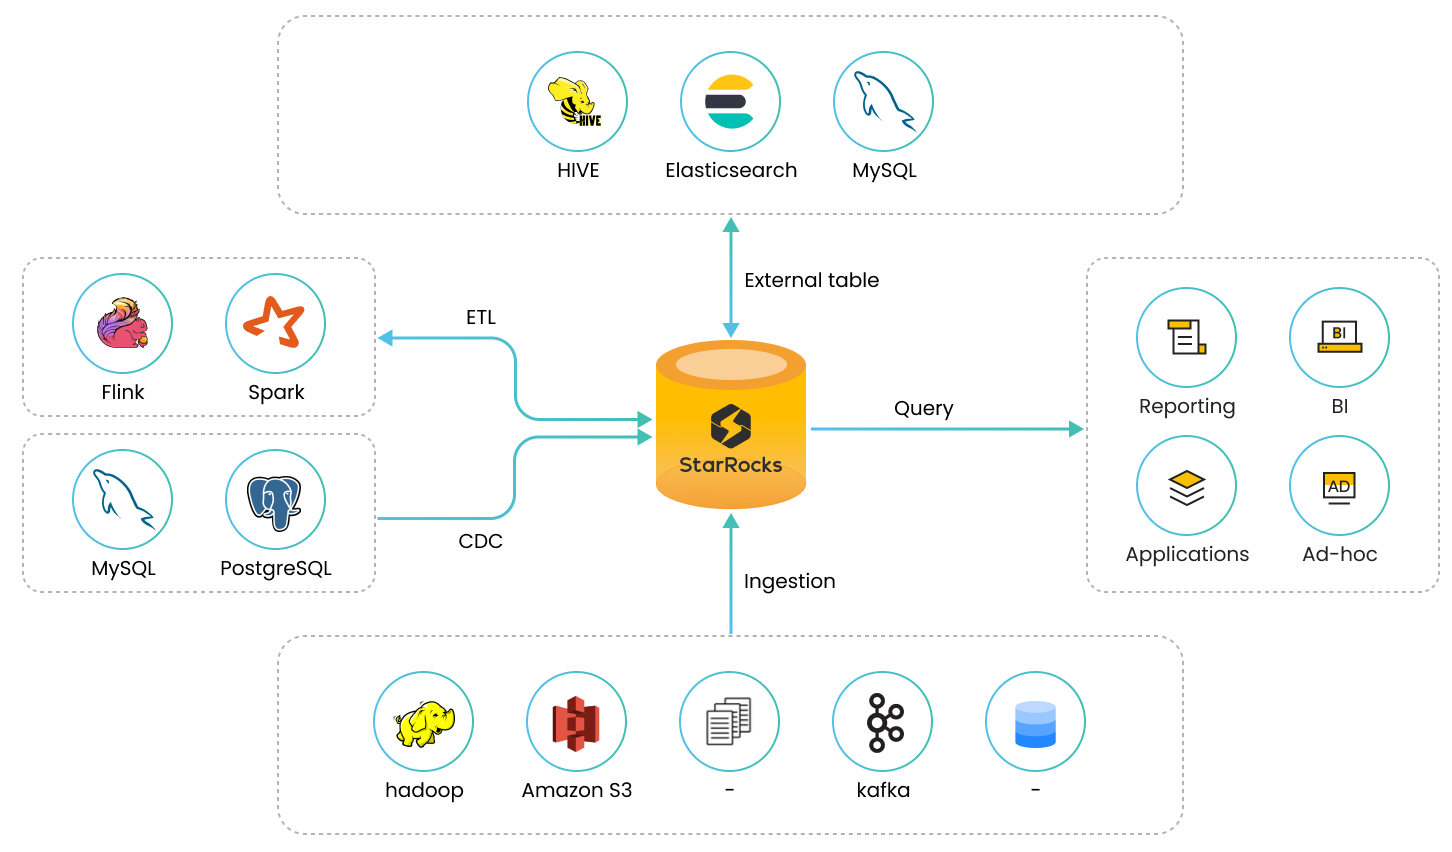 HIVE
HIVE
Elasticsearch
MySQL
External table
Flink
Spark
ETL
MySQL
PostgreSQL
CDC
StarRocks
Query
BI
Reporting
BI
AD
Applications
Ad-hoc
Ingestion
hadoop
Amazon S3
-
kafka
-